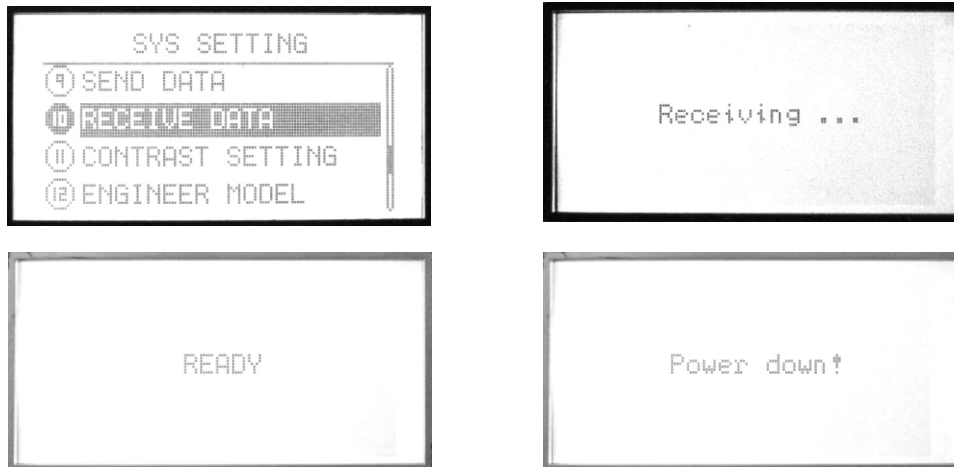 SYS SETTING
9 SEND DATA
10 RECEIVE DATA
11 CONTRAST SETTING
12 ENGINEER MODEL
Receiving ...
READY
Power down!